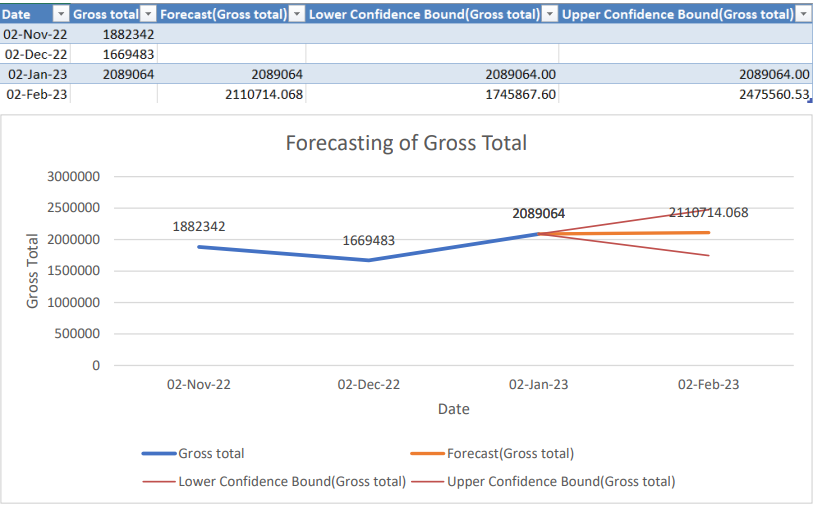 Date Gross total Forecast(Gross total) Lower Confidence Bound(Gross total) Upper Confidence Bound(Gross total)
02-Nov-22 1882342
02-Dec-22 1669483
02-Jan-23 2089064 2089064 2089064.00 2089064.00
02-Feb-23 2110714.068 1745867.60 2475560.53
Forecasting of Gross Total
3000000
2500000
2000000
1500000
1000000
500000
0
Gross Total
1882342
1669483
2089064
2110714.068
02-Nov-22 02-Dec-22 02-Jan-23 02-Feb-23
Date
Gross total Forecast(Gross total)
Lower Confidence Bound(Gross total) Upper Confidence Bound(Gross total)